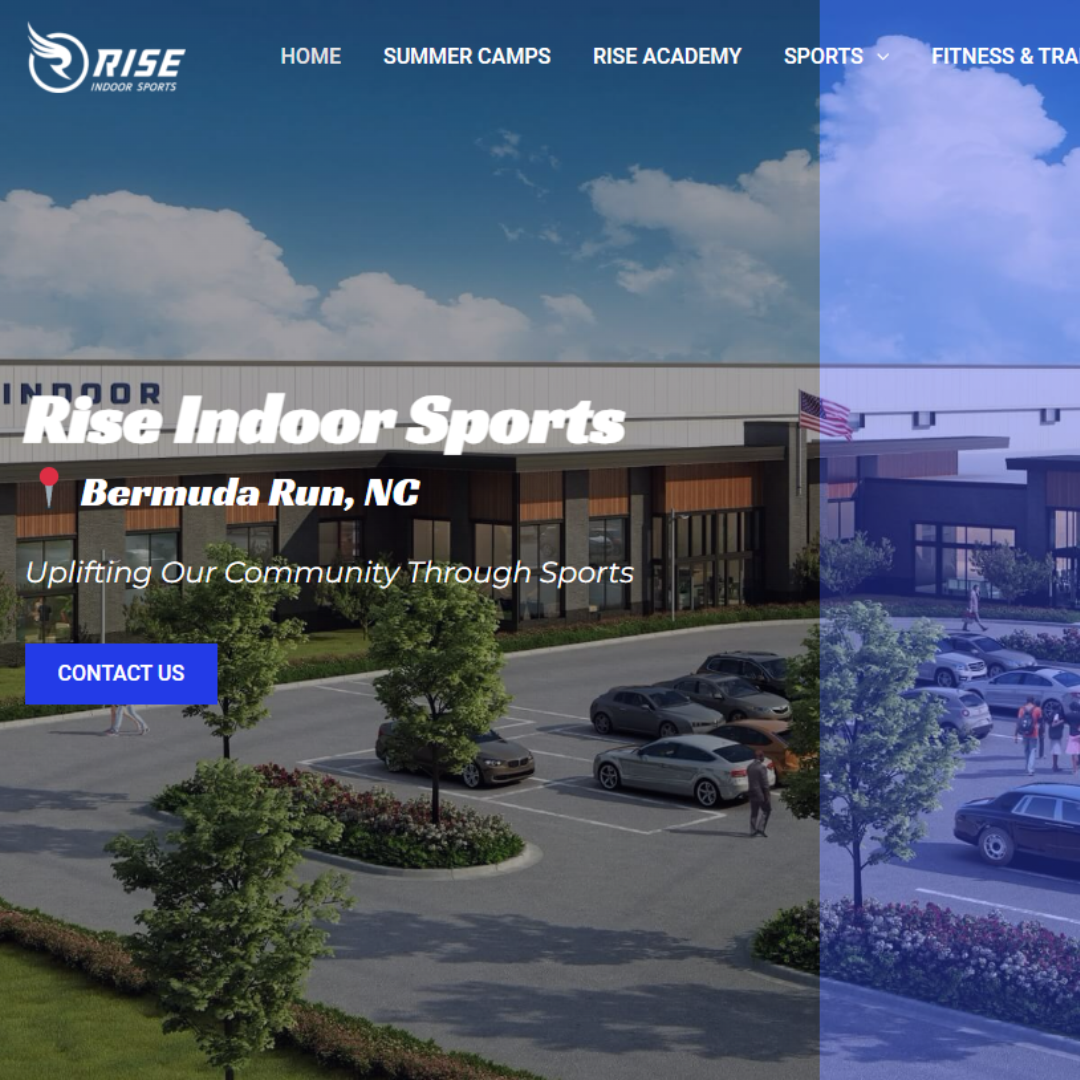 RISE
INDOOR SPORTS
HOME
SUMMER CAMPS
RISE ACADEMY
SPORTS
FITNESS & TRA
INDOOR
Rise Indoor Sports
Bermuda Run, NC
Uplifting Our Community Through Sports
CONTACT US